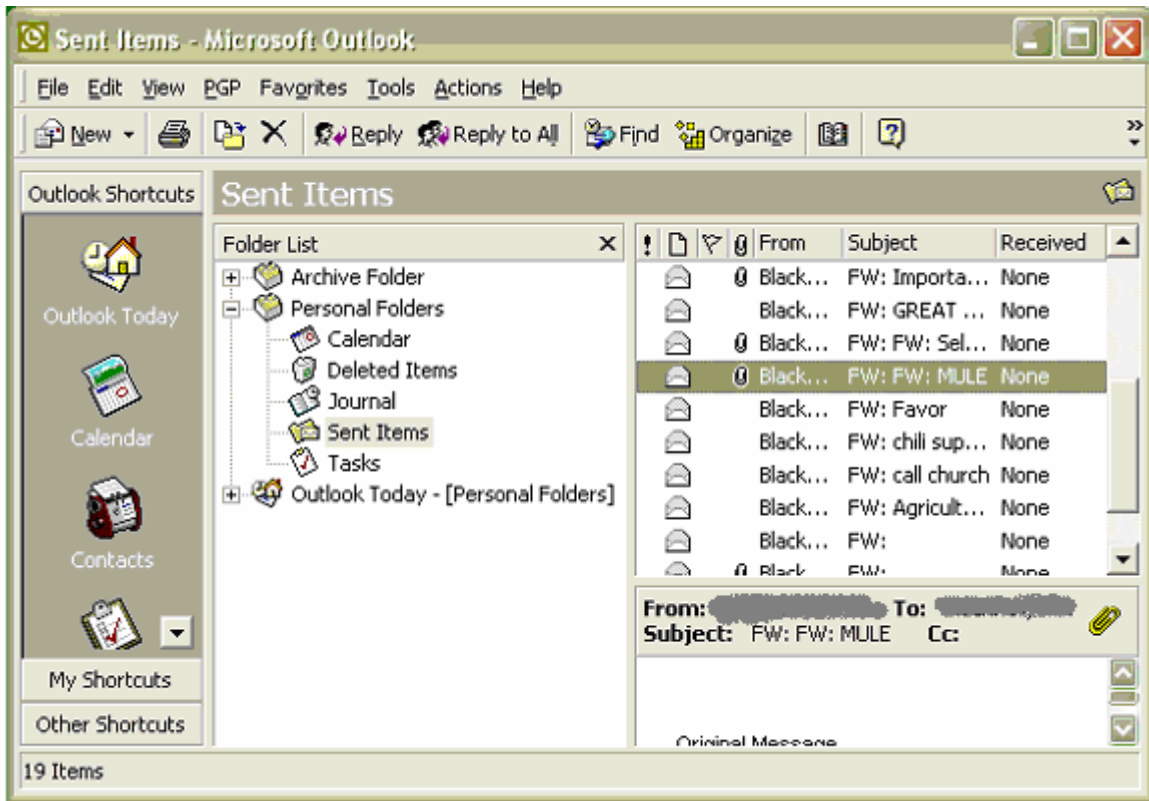 Sent Items - Microsoft Outlook
File Edit View PGP Favorites Tools Actions Help
New Reply Reply to All Find Organize
Outlook Shortcuts
Sent Items
Outlook Today
Calendar
Contacts
My Shortcuts
Other Shortcuts
Folder List
Archive Folder
Personal Folders
Calendar
Deleted Items
Journal
Sent Items
Tasks
Outlook Today - [Personal Folders]
! From Subject Received
Black... FW: Importa... None
Black... FW: GREAT ... None
Black... FW: FW: Sel... None
Black... FW: FW: MULE None
Black... FW: Favor None
Black... FW: chili sup... None
Black... FW: call church None
Black... FW: Agricult... None
Black... FW: None
Black FW: None
From: To:
Subject: FW: FW: MULE Cc:
Original Message
19 Items